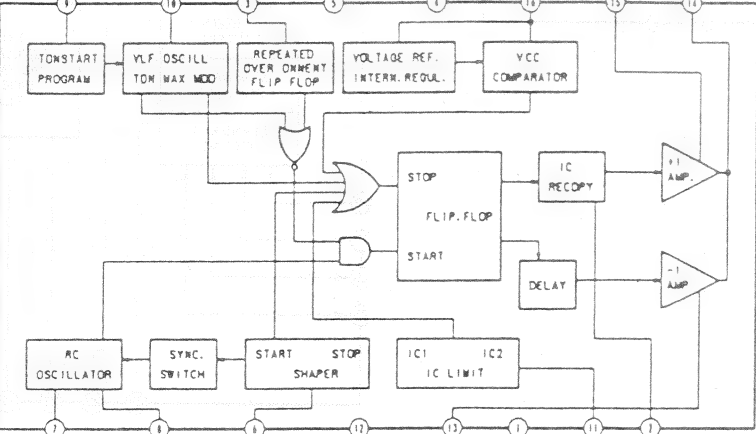 9 10 3 5 4 16 15 14
TONSTART
PROGRAM
VLF OSCILL
TON MAX MOD
REPEATED
OVER ONMENT
FLIP FLOP
VOLTAGE REF.
INTERN.REGUL.
VCC
COMPARATOR
STOP
FLIP.FLOP
START
IC
RECOPY
+1
AMP.
DELAY
-1
AMP
RC
OSCILLATOR
SYNC.
SWITCH
START STOP
SHAPER
IC1 IC2
IC LIMIT
7 8 6 12 13 1 11 2